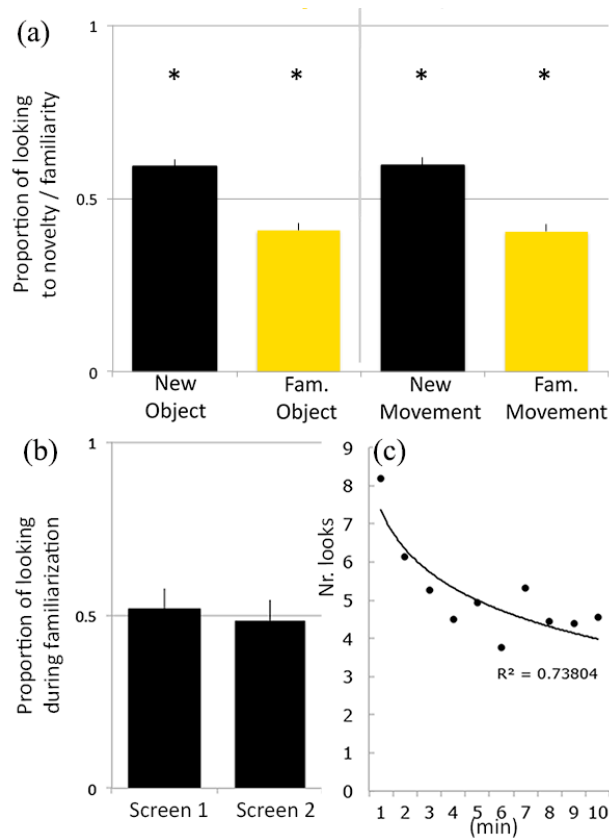 (a)
Proportion of looking
to novelty / familiarity
1
0.5
0
* * * *
New
Object
Fam.
Object
New
Movement
Fam.
Movement
(b)
Proportion of looking
during familiarization
1
0.5
0
Screen 1 Screen 2
(c)
Nr. looks
9
8
7
6
5
4
3
2
1
0
R² = 0.73804
1 2 3 4 5 6 7 8 9 10
(min)